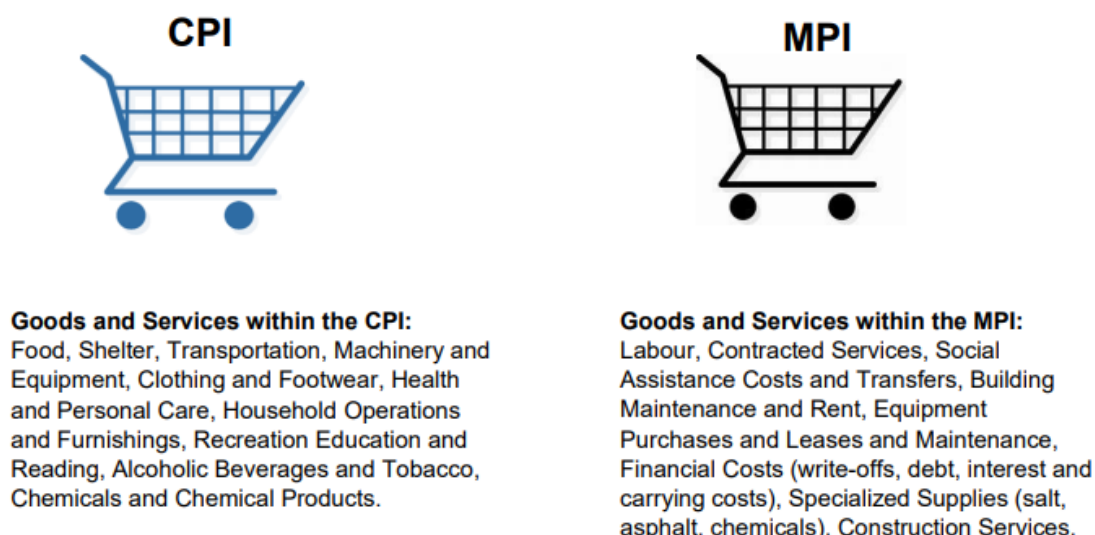 CPI
MPI
Goods and Services within the CPI:
Food, Shelter, Transportation, Machinery and
Equipment, Clothing and Footwear, Health
and Personal Care, Household Operations
and Furnishings, Recreation Education and
Reading, Alcoholic Beverages and Tobacco,
Chemicals and Chemical Products.
Goods and Services within the MPI:
Labour, Contracted Services, Social
Assistance Costs and Transfers, Building
Maintenance and Rent, Equipment
Purchases and Leases and Maintenance,
Financial Costs (write-offs, debt, interest and
carrying costs), Specialized Supplies (salt,
asphalt, chemicals), Construction Services,